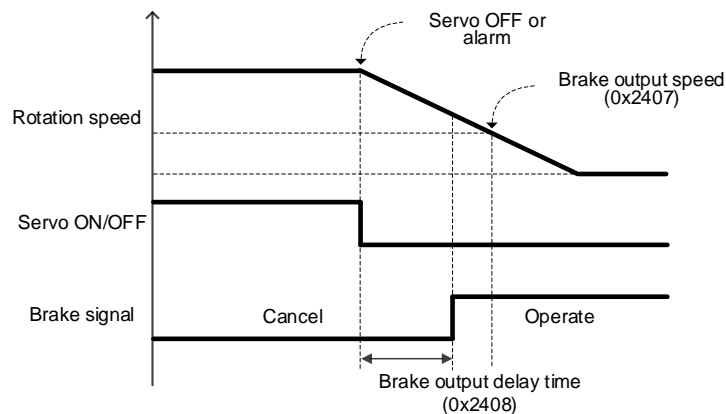 Servo OFF or
alarm
Brake output speed
(0x2407)
Rotation speed
Servo ON/OFF
Brake signal
Cancel
Operate
Brake output delay time
(0x2408)